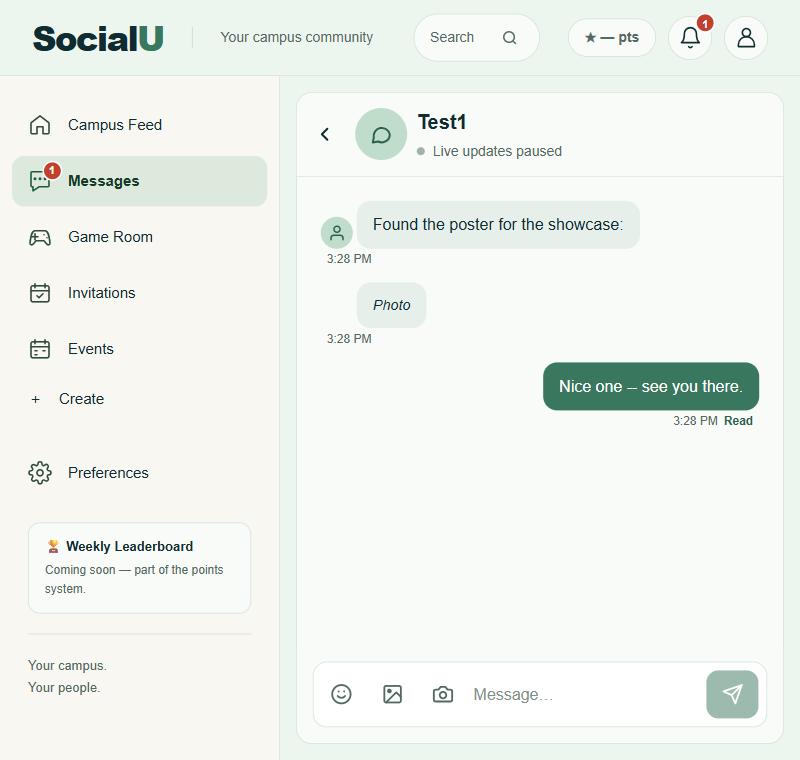 SocialU
Your campus community
Search
★ — pts
1
Campus Feed
1
Messages
Game Room
Invitations
Events
+ Create
Preferences
Weekly Leaderboard
Coming soon — part of the points
system.
Your campus.
Your people.
Test1
Live updates paused
Found the poster for the showcase:
3:28 PM
Photo
3:28 PM
Nice one — see you there.
3:28 PM Read
Message…